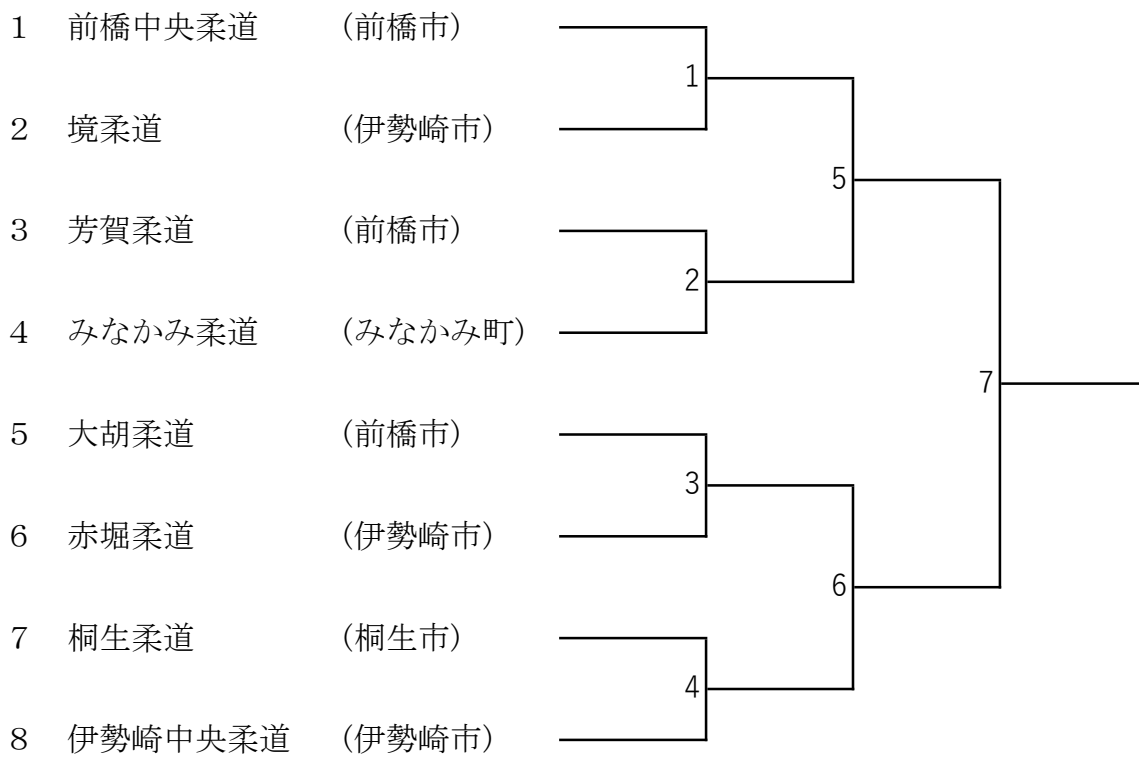 1 前橋中央柔道 (前橋市)
1
2 境柔道 (伊勢崎市)
5
3 芳賀柔道 (前橋市)
2
4 みなかみ柔道 (みなかみ町)
7
5 大胡柔道 (前橋市)
3
6 赤堀柔道 (伊勢崎市)
6
7 桐生柔道 (桐生市)
4
8 伊勢崎中央柔道 (伊勢崎市)